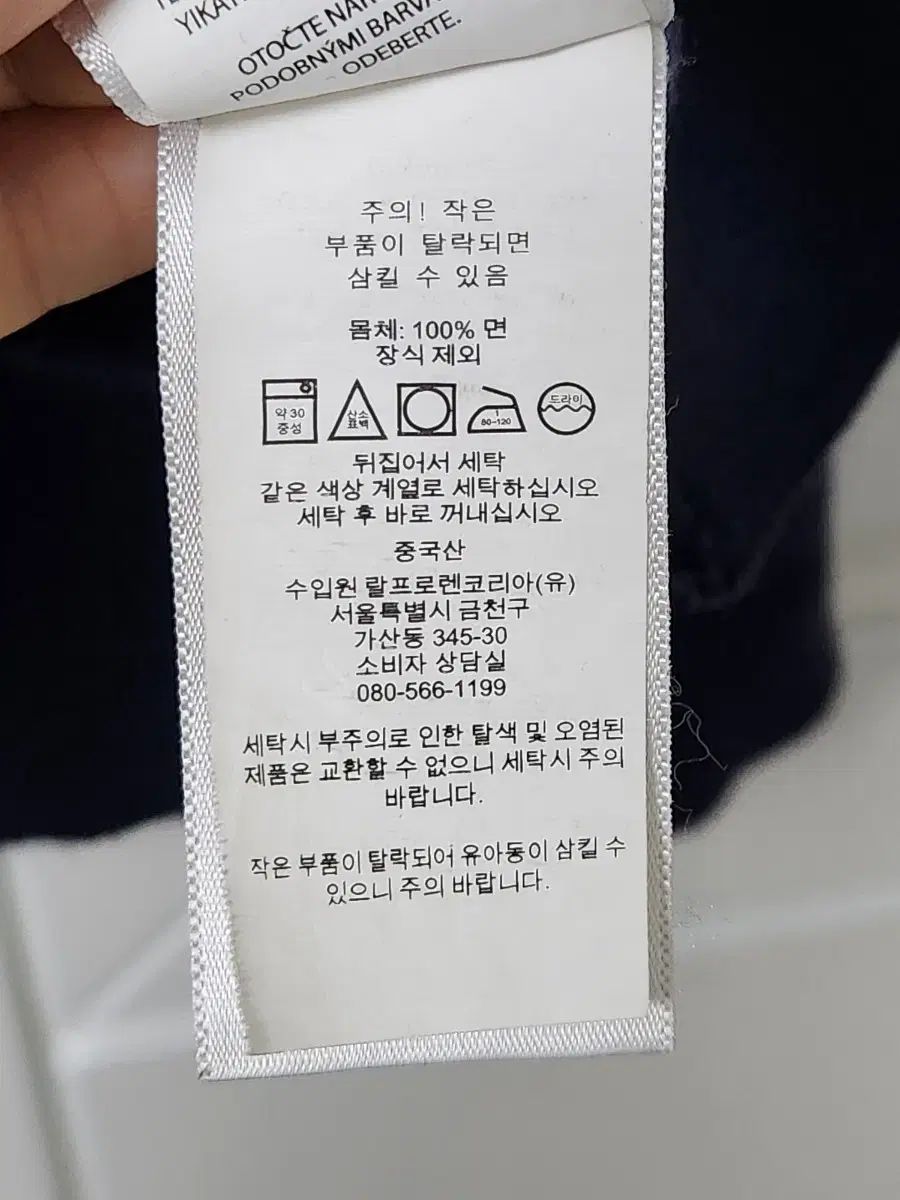 YIKA
OTOČTE NA
PODOBNÝMI BARVA
ODEBERTE.
주의! 작은
부품이 탈락되면
삼킬 수 있음
몸체: 100% 면
장식 제외
약 30
중성
산소
표백
1
80-120
드라이
뒤집어서 세탁
같은 색상 계열로 세탁하십시오
세탁 후 바로 꺼내십시오
중국산
수입원 랄프로렌코리아(유)
서울특별시 금천구
가산동 345-30
소비자 상담실
080-566-1199
세탁시 부주의로 인한 탈색 및 오염된
제품은 교환할 수 없으니 세탁시 주의
바랍니다.
작은 부품이 탈락되어 유아동이 삼킬 수
있으니 주의 바랍니다.